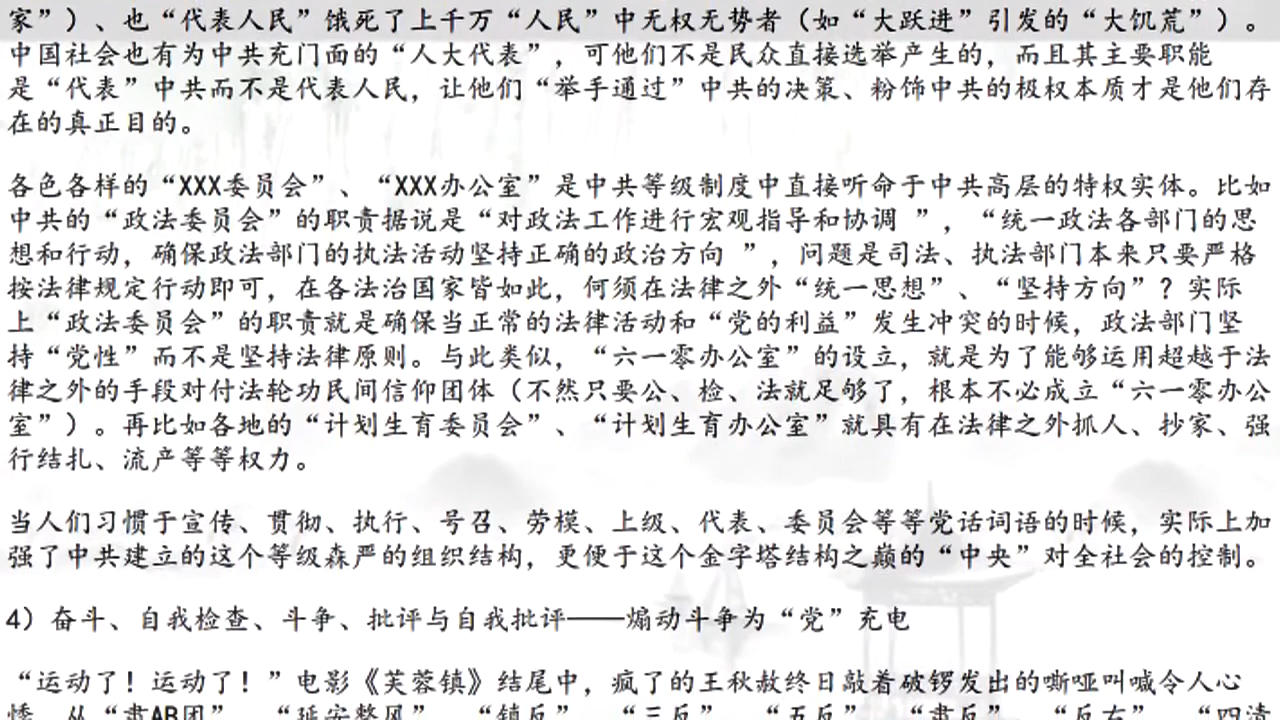 家”）、也“代表人民”饿死了上千万“人民”中无权无势者（如“大跃进”引发的“大饥荒”）。
中国社会也有为中共充门面的“人大代表”，可他们不是民众直接选举产生的，而且其主要职能
是“代表”中共而不是代表人民，让他们“举手通过”中共的决策、粉饰中共的极权本质才是他们存
在的真正目的。
各色各样的“XXX委员会”、“XXX办公室”是中共等级制度中直接听命于中共高层的特权实体。比如
中共的“政法委员会”的职责据说是“对政法工作进行宏观指导和协调 ”，“统一政法各部门的思
想和行动，确保政法部门的执法活动坚持正确的政治方向 ”，问题是司法、执法部门本来只要严格
按法律规定行动即可，在各法治国家皆如此，何须在法律之外“统一思想”、“坚持方向”？实际
上“政法委员会”的职责就是确保当正常的法律活动和“党的利益”发生冲突的时候，政法部门坚
持“党性”而不是坚持法律原则。与此类似，“六一零办公室”的设立，就是为了能够运用超越于法
律之外的手段对付法轮功民间信仰团体（不然只要公、检、法就足够了，根本不必成立“六一零办公
室”）。再比如各地的“计划生育委员会”、“计划生育办公室”就具有在法律之外抓人、抄家、强
行结扎、流产等等权力。
当人们习惯于宣传、贯彻、执行、号召、劳模、上级、代表、委员会等等党话词语的时候，实际上加
强了中共建立的这个等级森严的组织结构，更便于这个金字塔结构之巅的“中央”对全社会的控制。
4）奋斗、自我检查、斗争、批评与自我批评——煽动斗争为“党”充电
“运动了！运动了！”电影《芙蓉镇》结尾中，疯了的王秋赦终日敲着破锣发出的嘶哑叫喊令人心
悸。从“肃AB团”、“延安整风”、“镇反”、“三反”、“五反”、“肃反”、“反右”、“四清